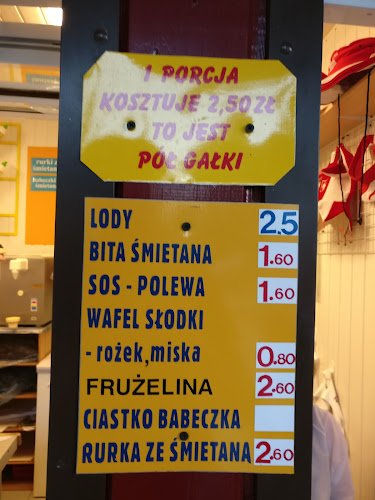 1 PORCJA
KOSZTUJE 2,50 ZŁ
TO JEST
PÓŁ GAŁKI
LODY 2.5
BITA ŚMIETANA 1.60
SOS - POLEWA 1.60
WAFEL SŁODKI
- rożek, miska 0.80
FRUŻELINA 2.60
CIASTKO BABECZKA
RURKA ZE ŚMIETANA 2.60